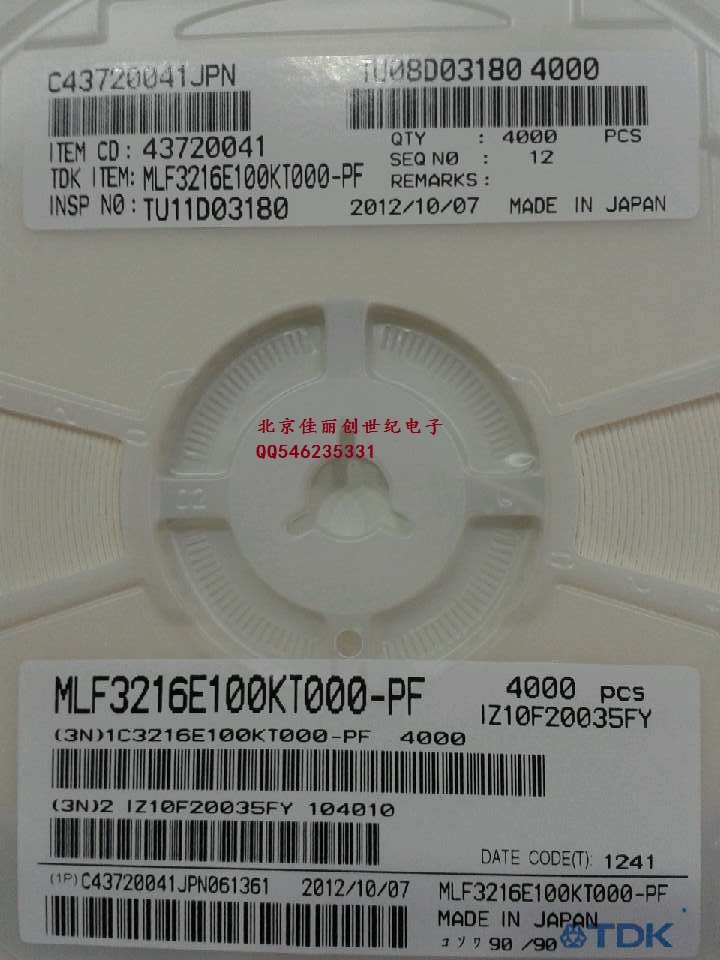 C43720041JPN
TU08D03180 4000
ITEM CD: 43720041
QTY : 4000 PCS
TDK ITEM: MLF3216E100KT000-PF
SEQ NO : 12
REMARKS :
INSP NO: TU11D03180
2012/10/07 MADE IN JAPAN
北京佳丽创世纪电子
QQ546235331
MLF3216E100KT000-PF
4000 pcs
IZ10F20035FY
(3N)1C3216E100KT000-PF 4000
(3N)2 IZ10F20035FY 104010
DATE CODE(T): 1241
(1P) C43720041JPN061361 2012/10/07 MLF3216E100KT000-PF
MADE IN JAPAN
90 /90 TDK